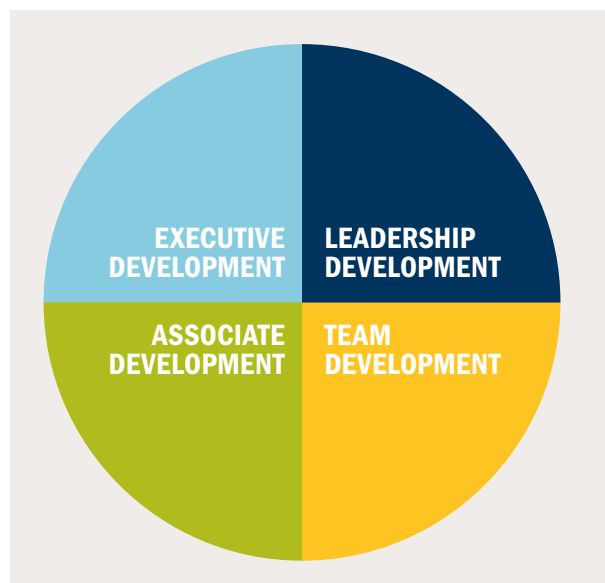 EXECUTIVE
DEVELOPMENT
LEADERSHIP
DEVELOPMENT
ASSOCIATE
DEVELOPMENT
TEAM
DEVELOPMENT